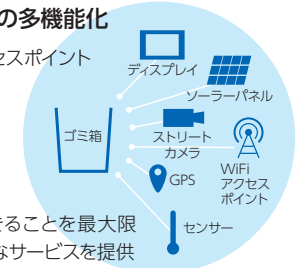 の多機能化
セスポイント
ディスプレイ
ソーラーパネル
ゴミ箱
ストリート
カメラ
GPS
WiFi
アクセス
ポイント
センサー
きることを最大限
なサービスを提供